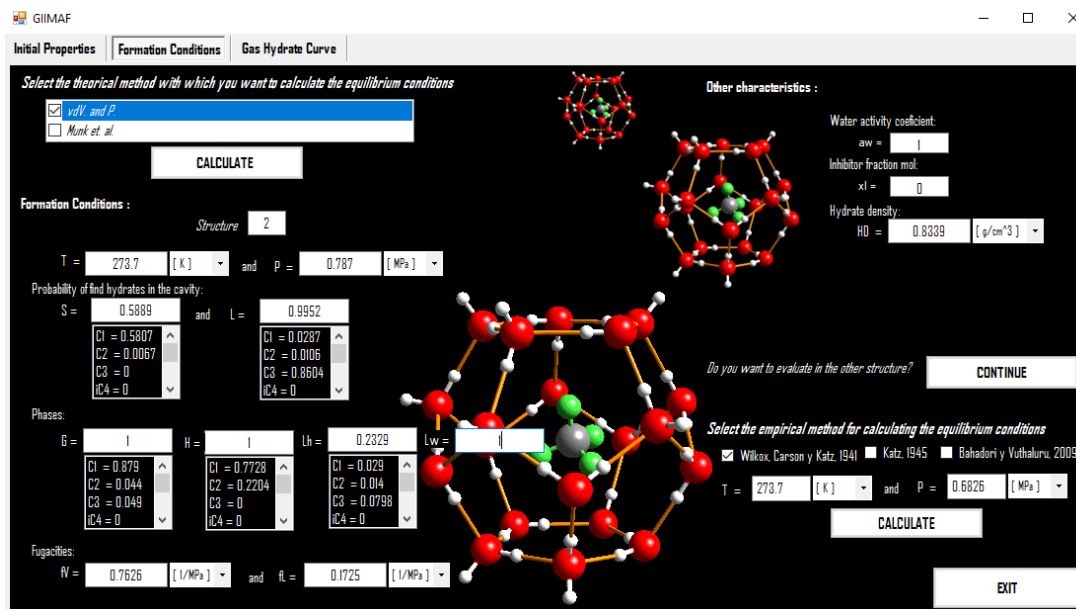 GIIMAF
Initial Properties Formation Conditions Gas Hydrate Curve
Select the theorical method with which you want to calculate the equilibrium conditions
vdV. and P.
Munk et. al.
CALCULATE
Formation Conditions :
Structure 2
T = 273.7 [ K ] and P = 0.787 [ MPa ]
Probability of find hydrates in the cavity:
S = 0.5889 and L = 0.9952
C1 = 0.5807
C2 = 0.0067
C3 = 0
iC4 = 0
C1 = 0.0287
C2 = 0.0106
C3 = 0.8604
iC4 = 0
Phases:
G = 1 H = 1 Lh = 0.2329 Lw = 1
C1 = 0.879
C2 = 0.044
C3 = 0.049
iC4 = 0
C1 = 0.7728
C2 = 0.2204
C3 = 0
iC4 = 0
C1 = 0.029
C2 = 0.014
C3 = 0.0798
iC4 = 0
Fugacities:
fV = 0.7626 [ 1/MPa ] and fL = 0.1725 [ 1/MPa ]
Other characteristics :
Water activity coeficient:
aw = 1
Inhibitor fraction mol:
xI = 0
Hydrate density:
HD = 0.8339 [ g/cm^3 ]
Do you want to evaluate in the other structure? CONTINUE
Select the empirical method for calculating the equilibrium conditions
Wilkox, Carson y Katz, 1941 Katz, 1945 Bahadori y Vuthaluru, 2009
T = 273.7 [ K ] and P = 0.6826 [ MPa ]
CALCULATE
EXIT